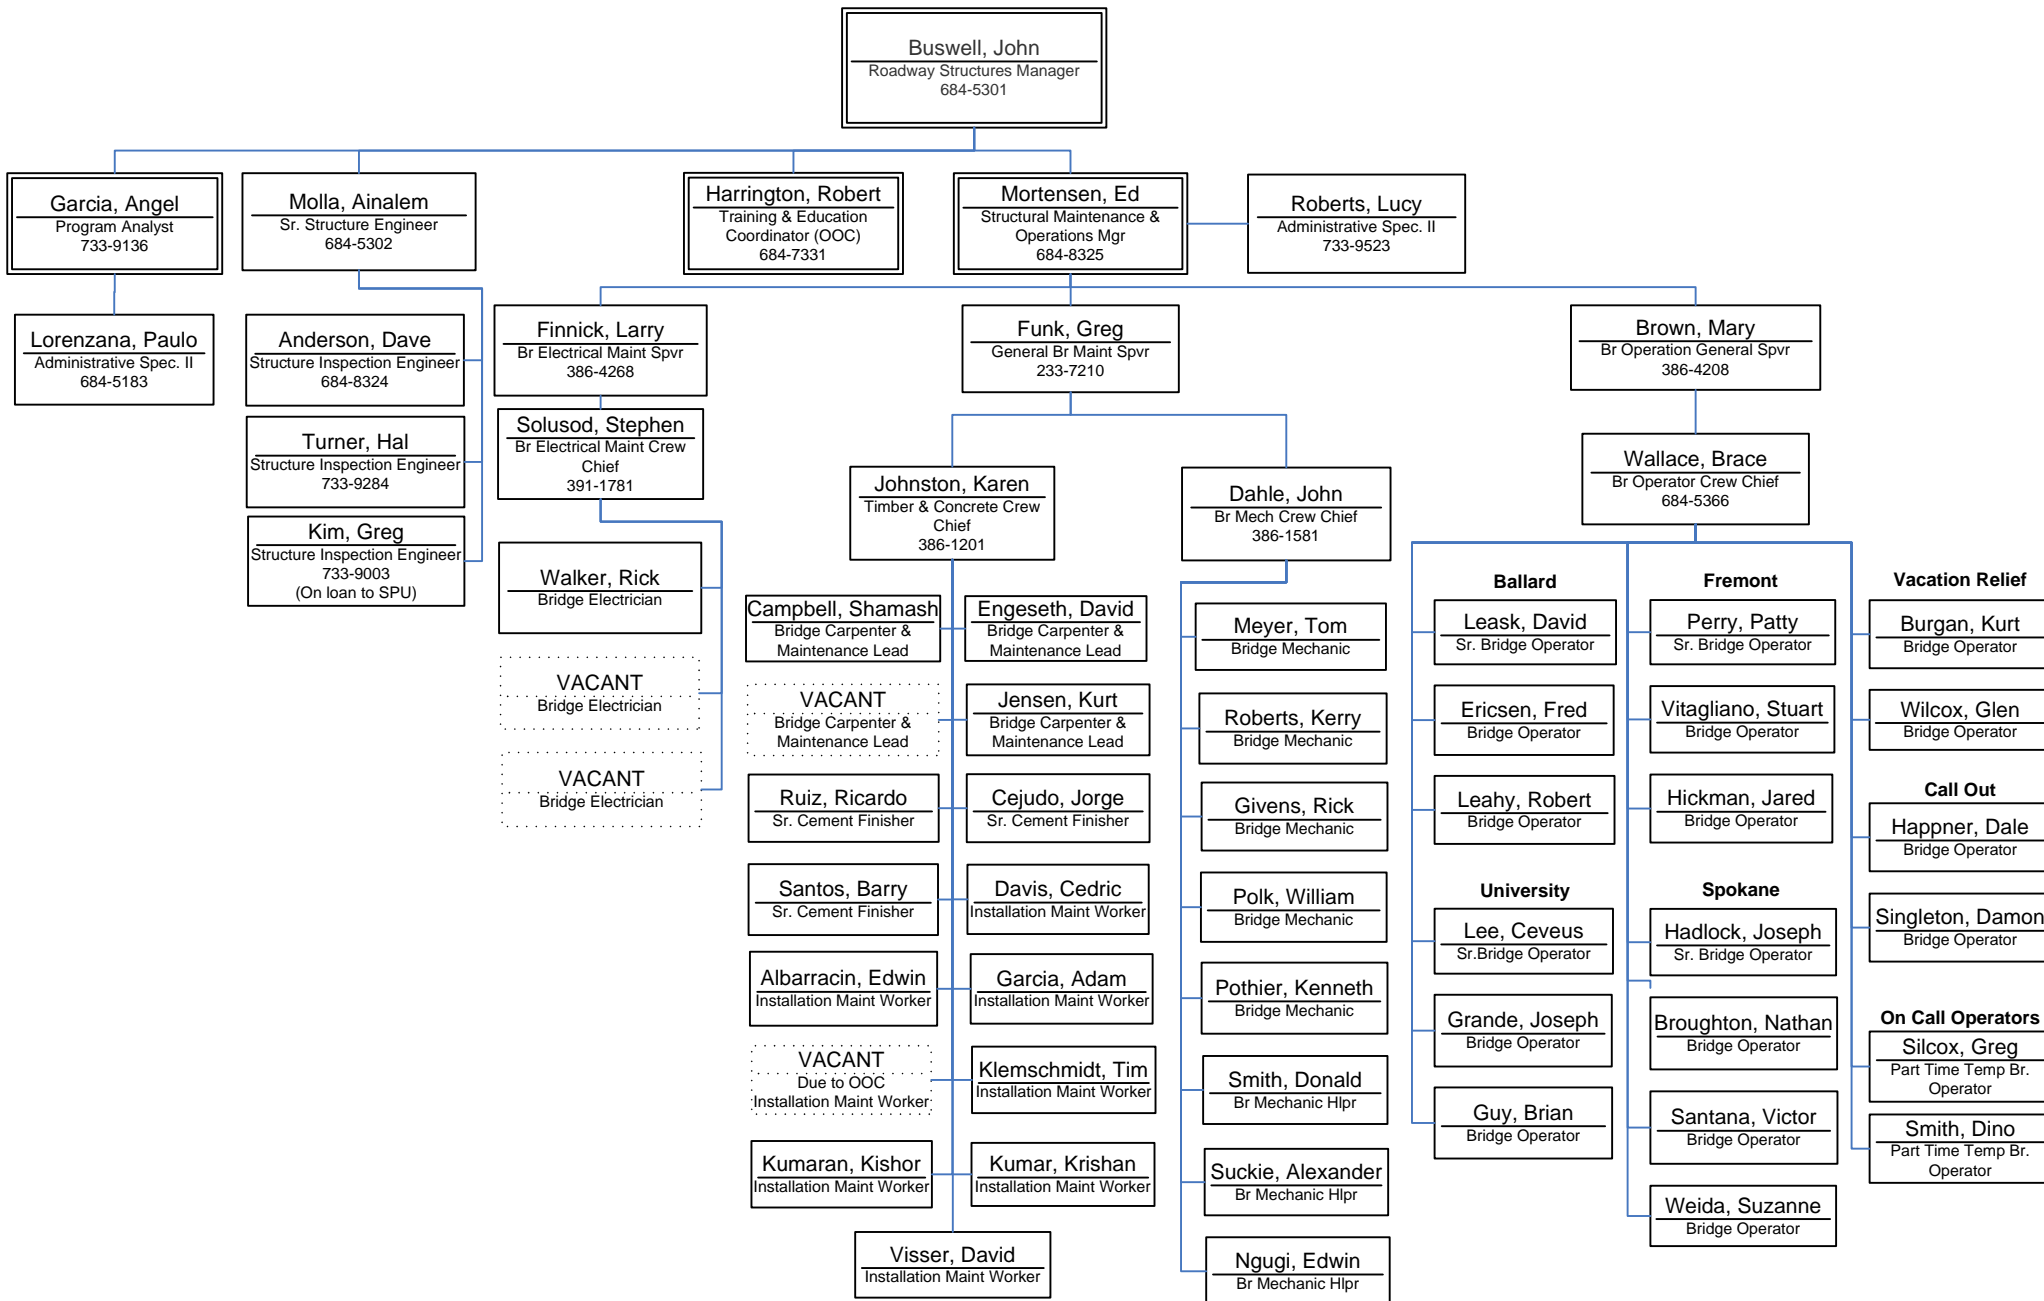 Buswell, John
Roadway Structures Manager
684-5301
Garcia, Angel
Program Analyst
733-9136
Molla, Ainalem
Sr. Structure Engineer
684-5302
Harrington, Robert
Training & Education
Coordinator (OOC)
684-7331
Mortensen, Ed
Structural Maintenance &
Operations Mgr
684-8325
Roberts, Lucy
Administrative Spec. II
733-9523
Lorenzana, Paulo
Administrative Spec. II
684-5183
Anderson, Dave
Structure Inspection Engineer
684-8324
Turner, Hal
Structure Inspection Engineer
733-9284
Kim, Greg
Structure Inspection Engineer
733-9003
(On loan to SPU)
Finnick, Larry
Br Electrical Maint Spvr
386-4268
Solusod, Stephen
Br Electrical Maint Crew
Chief
391-1781
Walker, Rick
Bridge Electrician
VACANT
Bridge Electrician
VACANT
Bridge Electrician
Funk, Greg
General Br Maint Spvr
233-7210
Johnston, Karen
Timber & Concrete Crew
Chief
386-1201
Campbell, Shamash
Bridge Carpenter &
Maintenance Lead
Engeseth, David
Bridge Carpenter &
Maintenance Lead
VACANT
Bridge Carpenter &
Maintenance Lead
Jensen, Kurt
Bridge Carpenter &
Maintenance Lead
Ruiz, Ricardo
Sr. Cement Finisher
Cejudo, Jorge
Sr. Cement Finisher
Santos, Barry
Sr. Cement Finisher
Davis, Cedric
Installation Maint Worker
Albarracin, Edwin
Installation Maint Worker
Garcia, Adam
Installation Maint Worker
VACANT
Due to OOC
Installation Maint Worker
Klemschmidt, Tim
Installation Maint Worker
Kumaran, Kishor
Installation Maint Worker
Kumar, Krishan
Installation Maint Worker
Visser, David
Installation Maint Worker
Dahle, John
Br Mech Crew Chief
386-1581
Meyer, Tom
Bridge Mechanic
Roberts, Kerry
Bridge Mechanic
Givens, Rick
Bridge Mechanic
Polk, William
Bridge Mechanic
Pothier, Kenneth
Bridge Mechanic
Smith, Donald
Br Mechanic Hlpr
Suckie, Alexander
Br Mechanic Hlpr
Ngugi, Edwin
Br Mechanic Hlpr
Brown, Mary
Br Operation General Spvr
386-4208
Wallace, Brace
Br Operator Crew Chief
684-5366
Ballard
Leask, David
Sr. Bridge Operator
Ericsen, Fred
Bridge Operator
Leahy, Robert
Bridge Operator
University
Lee, Ceveus
Sr.Bridge Operator
Grande, Joseph
Bridge Operator
Guy, Brian
Bridge Operator
Fremont
Perry, Patty
Sr. Bridge Operator
Vitagliano, Stuart
Bridge Operator
Hickman, Jared
Bridge Operator
Spokane
Hadlock, Joseph
Sr. Bridge Operator
Broughton, Nathan
Bridge Operator
Santana, Victor
Bridge Operator
Weida, Suzanne
Bridge Operator
Vacation Relief
Burgan, Kurt
Bridge Operator
Wilcox, Glen
Bridge Operator
Call Out
Happner, Dale
Bridge Operator
Singleton, Damon
Bridge Operator
On Call Operators
Silcox, Greg
Part Time Temp Br.
Operator
Smith, Dino
Part Time Temp Br.
Operator